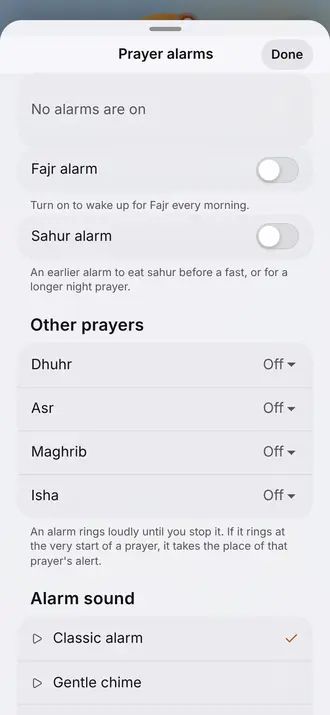 Prayer alarms
Done
No alarms are on
Fajr alarm
Turn on to wake up for Fajr every morning.
Sahur alarm
An earlier alarm to eat sahur before a fast, or for a
longer night prayer.
Other prayers
Dhuhr Off
Asr Off
Maghrib Off
Isha Off
An alarm rings loudly until you stop it. If it rings at
the very start of a prayer, it takes the place of that
prayer's alert.
Alarm sound
Classic alarm
Gentle chime